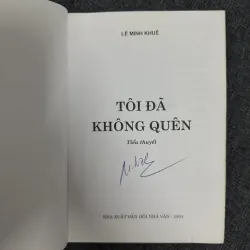 LÊ MINH KHUÊ
TÔI ĐÃ
KHÔNG QUÊN
Tiểu thuyết
NHÀ XUẤT BẢN HỘI NHÀ VĂN